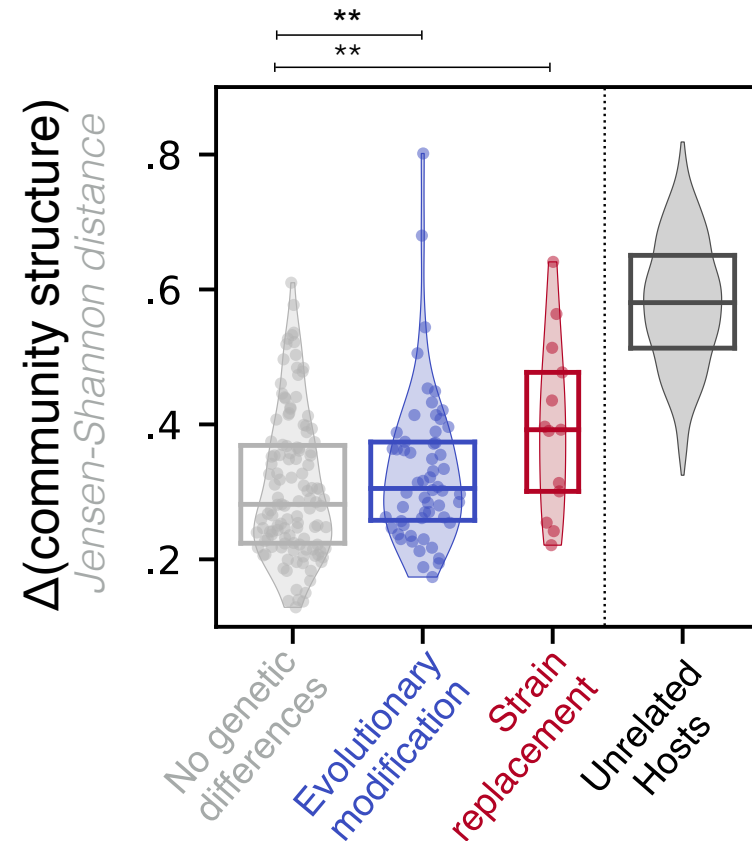 **
**
Δ(community structure)
Jensen-Shannon distance
.8
.6
.4
.2
No genetic
differences
Evolutionary
modification
Strain
replacement
Unrelated
Hosts